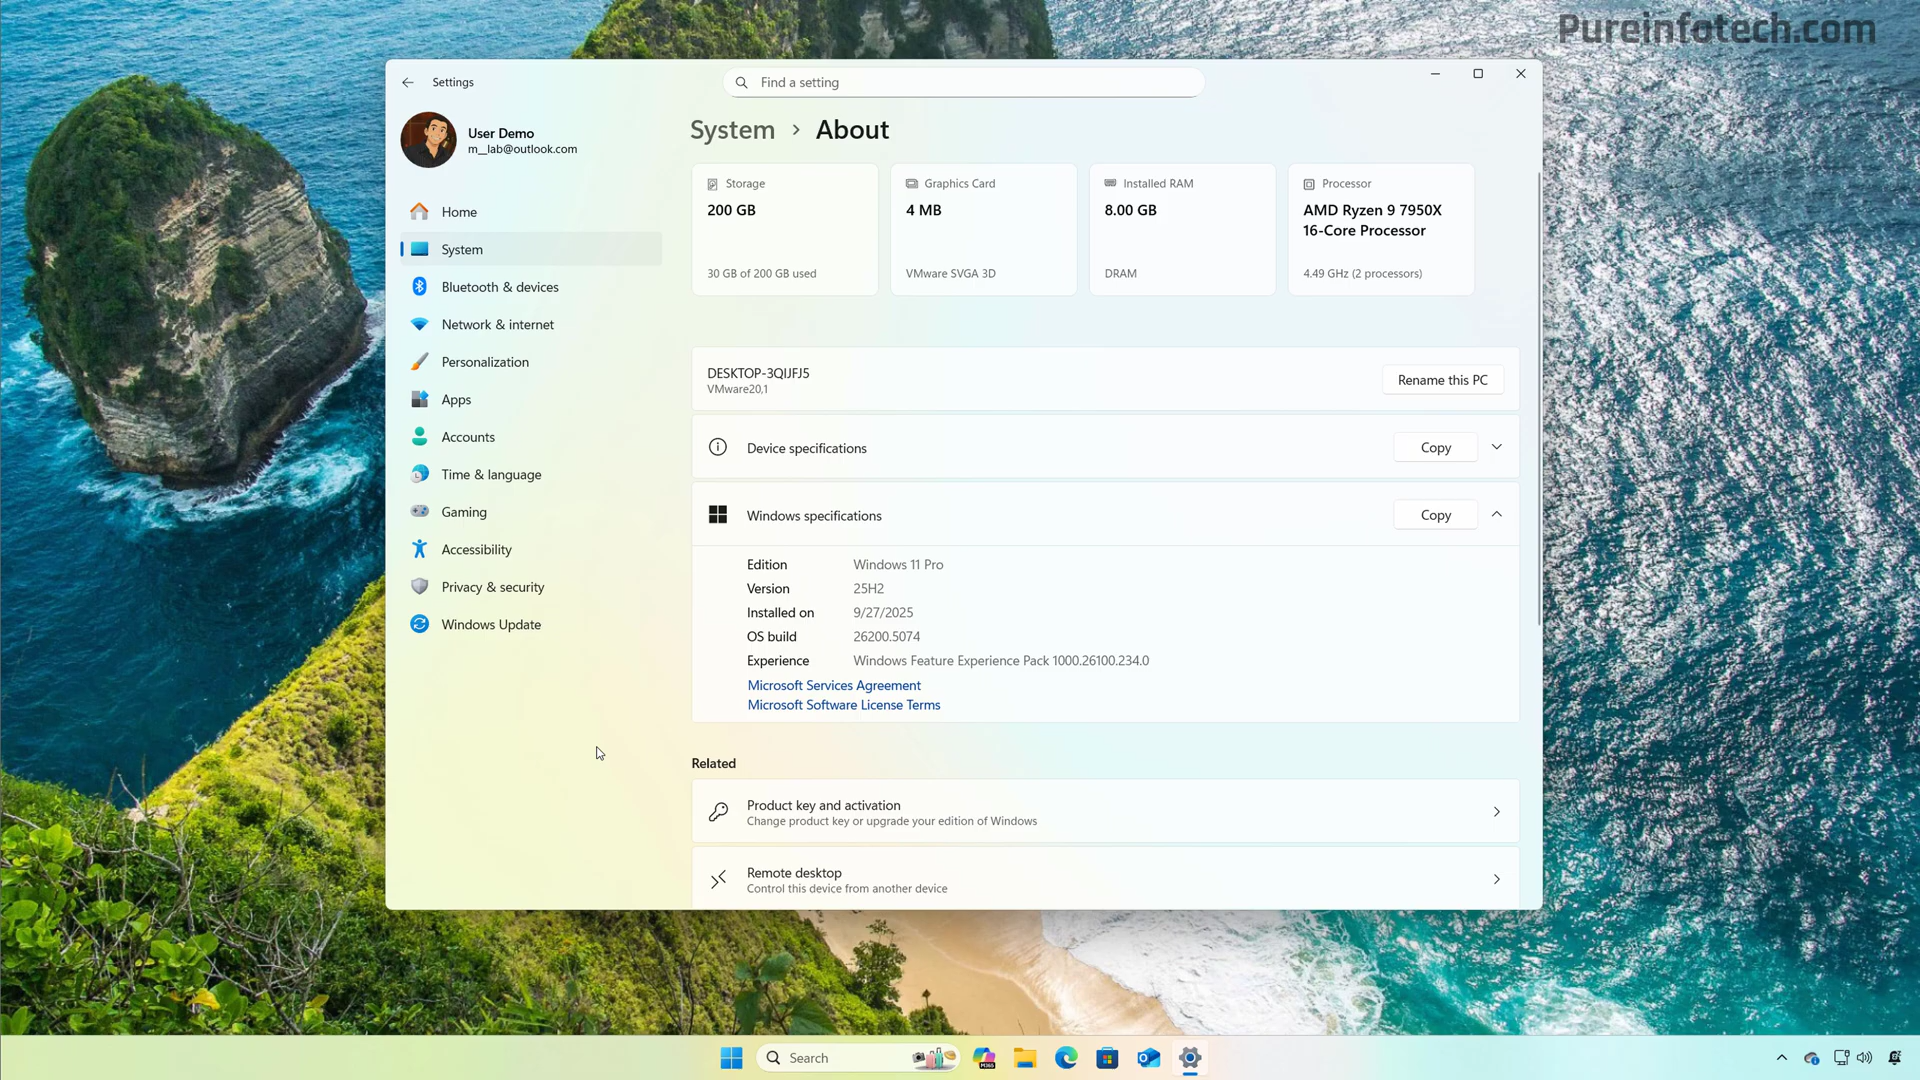 Pureinfotech.com
Settings
Find a setting
User Demo
m__lab@outlook.com
System > About
Home
System
Bluetooth & devices
Network & internet
Personalization
Apps
Accounts
Time & language
Gaming
Accessibility
Privacy & security
Windows Update
Storage
200 GB
30 GB of 200 GB used
Graphics Card
4 MB
VMware SVGA 3D
Installed RAM
8.00 GB
DRAM
Processor
AMD Ryzen 9 7950X
16-Core Processor
4.49 GHz (2 processors)
DESKTOP-3QIJFJ5
VMware20,1
Rename this PC
Device specifications
Copy
Windows specifications
Copy
Edition Windows 11 Pro
Version 25H2
Installed on 9/27/2025
OS build 26200.5074
Experience Windows Feature Experience Pack 1000.26100.234.0
Microsoft Services Agreement
Microsoft Software License Terms
Related
Product key and activation
Change product key or upgrade your edition of Windows
Remote desktop
Control this device from another device
Search
M365